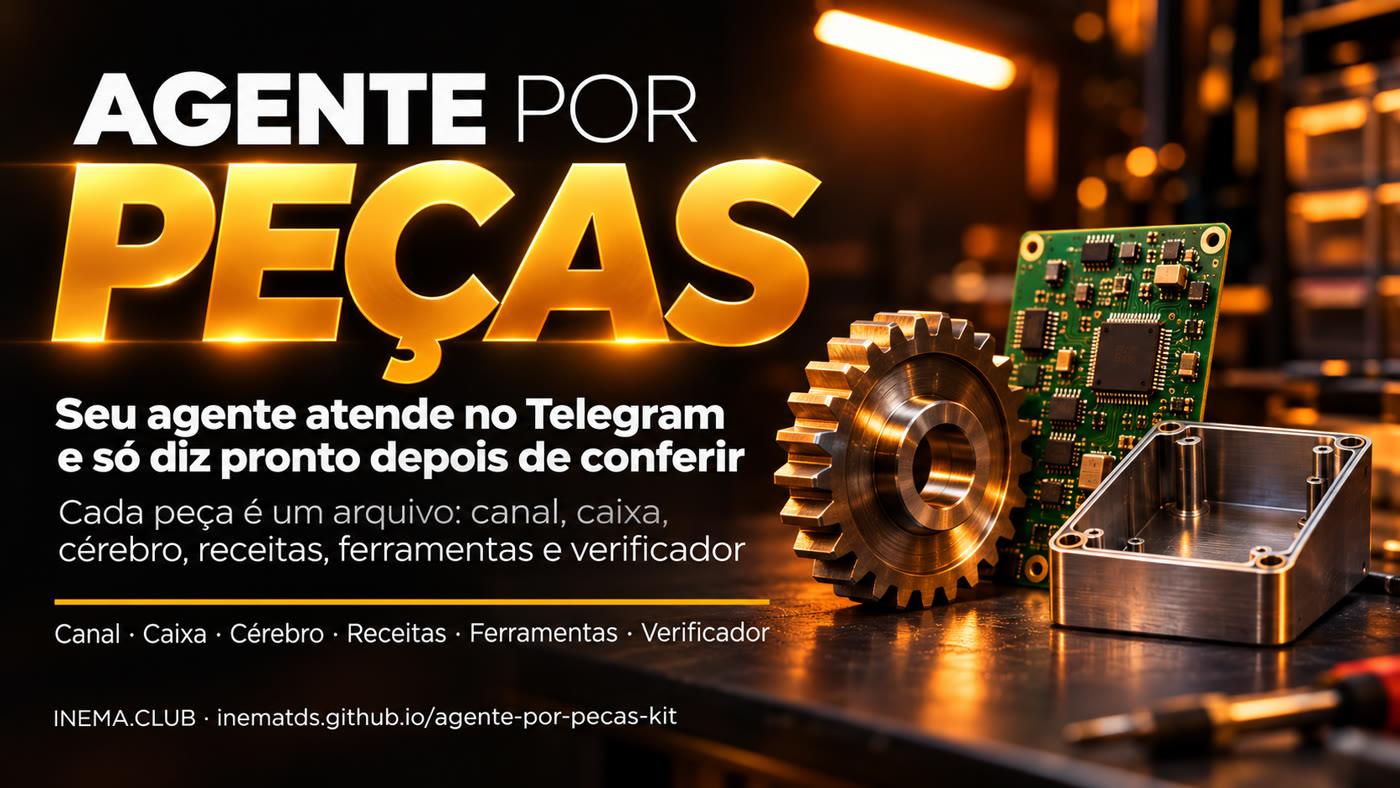 AGENTE POR
PEÇAS
Seu agente atende no Telegram
e só diz pronto depois de conferir
Cada peça é um arquivo: canal, caixa,
cérebro, receitas, ferramentas e verificador
Canal · Caixa · Cérebro · Receitas · Ferramentas · Verificador
INEMA.CLUB · inematds.github.io/agente-por-pecas-kit